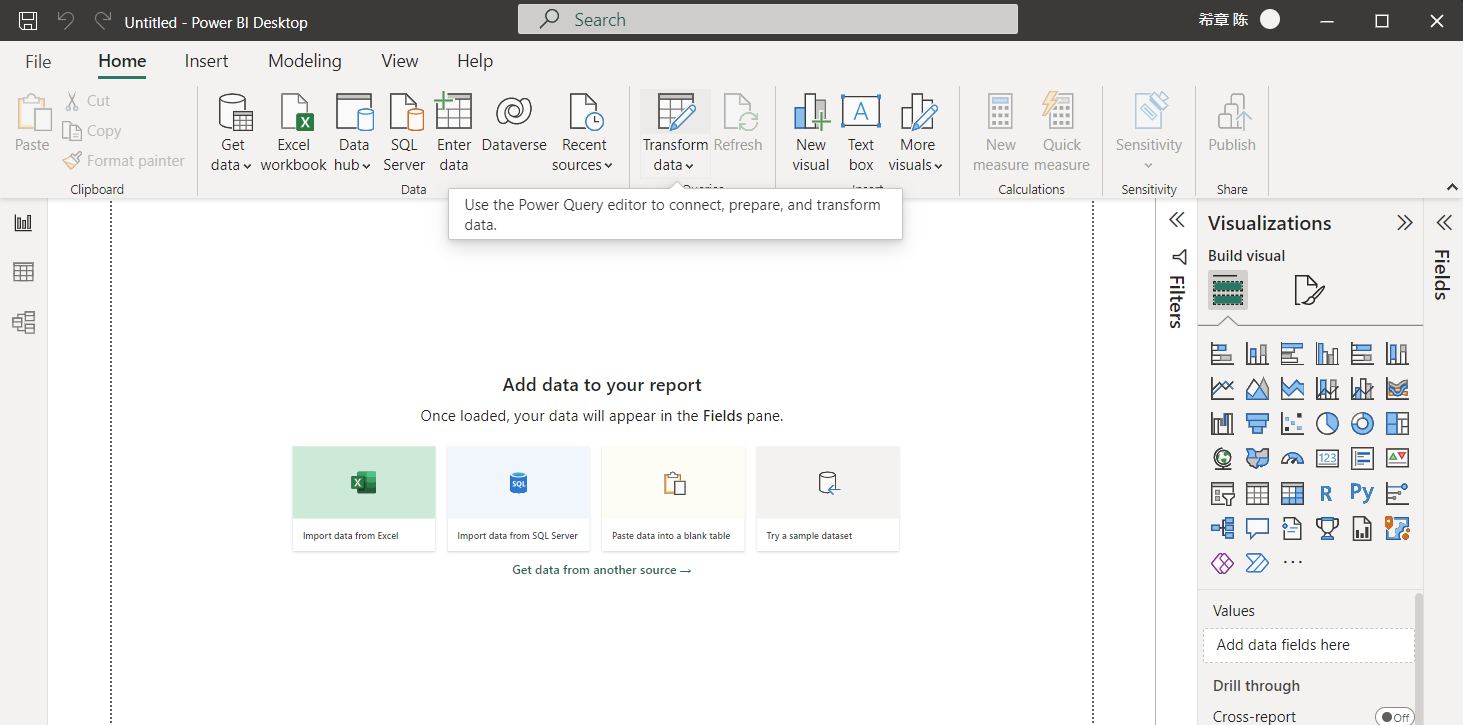 Untitled - Power BI Desktop
Search
希章 陈
File
Home
Insert
Modeling
View
Help
Paste
Cut
Copy
Format painter
Clipboard
Get data
Excel workbook
Data hub
SQL Server
Enter data
Dataverse
Recent sources
Data
Transform data
Refresh
Queries
New visual
Text box
More visuals
Insert
New measure
Quick measure
Calculations
Sensitivity
Sensitivity
Publish
Share
Use the Power Query editor to connect, prepare, and transform
data.
Add data to your report
Once loaded, your data will appear in the Fields pane.
SQL
Import data from Excel
Import data from SQL Server
Paste data into a blank table
Try a sample dataset
Get data from another source →
Filters
Visualizations
Build visual
123
R
Py
Values
Add data fields here
Drill through
Cross-report
Off
Fields